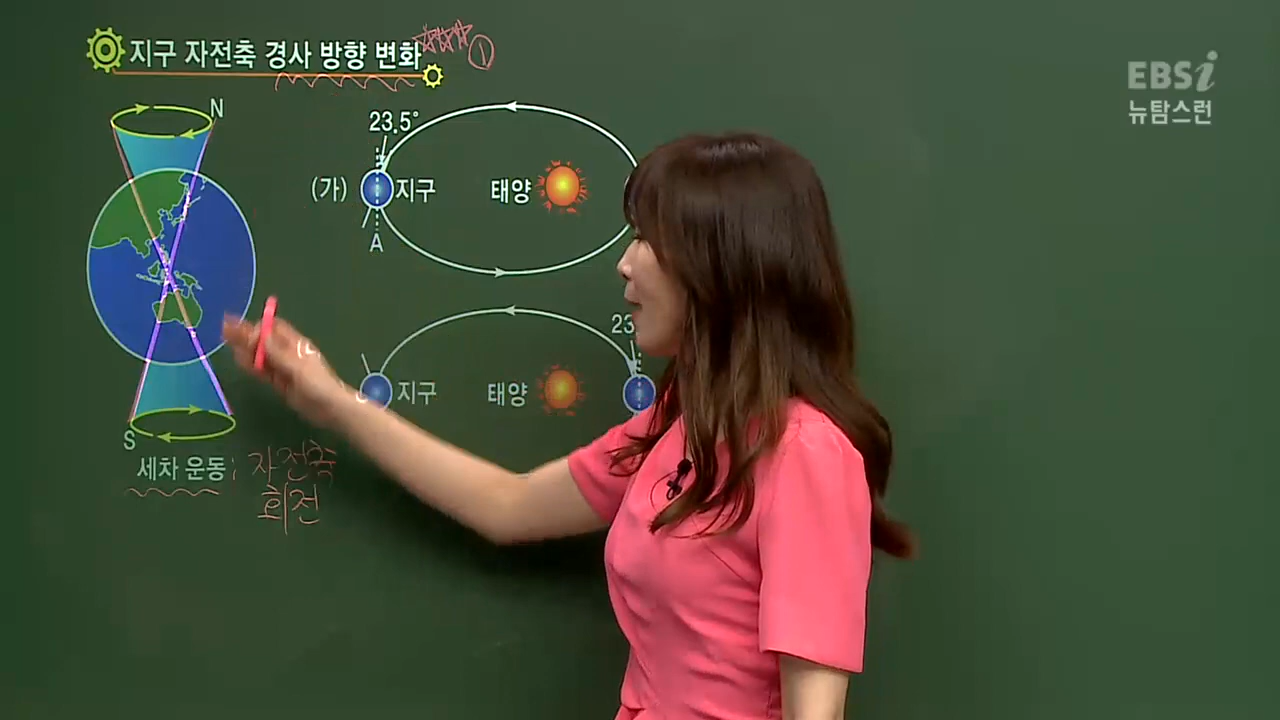 지구 자전축 경사 방향 변화 ①
EBSi
뉴탐스런
N
23.5°
(가)
지구
태양
A
지구
태양
S
세차 운동; 자전축
회전